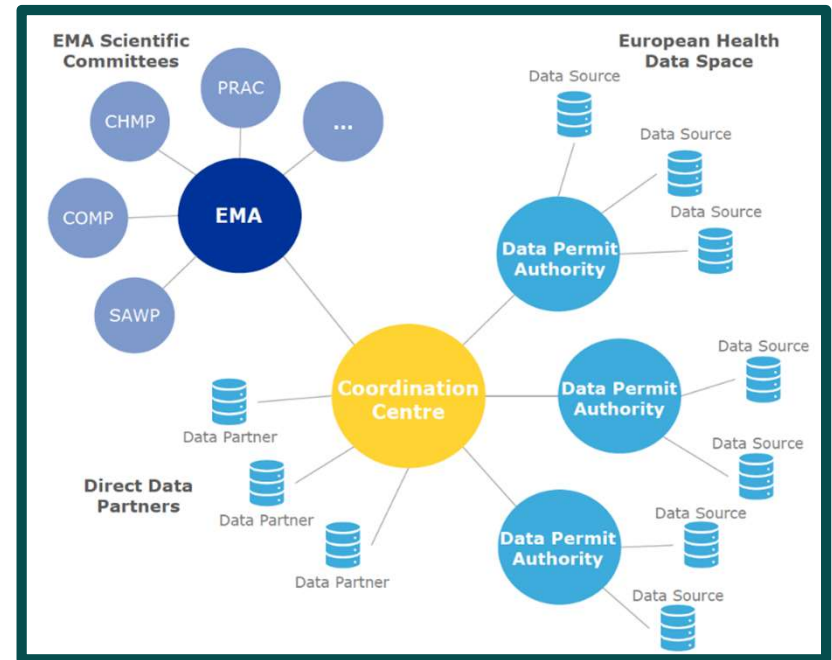 EMA Scientific
Committees
PRAC
CHMP
...
COMP
EMA
SAWP
European Health
Data Space
Data Source
Data Source
Data Source
Data Permit
Authority
Coordination
Centre
Data Permit
Authority
Data Source
Data Source
Data Partner
Direct Data
Partners
Data Partner
Data Partner
Data Permit
Authority
Data Source
Data Source